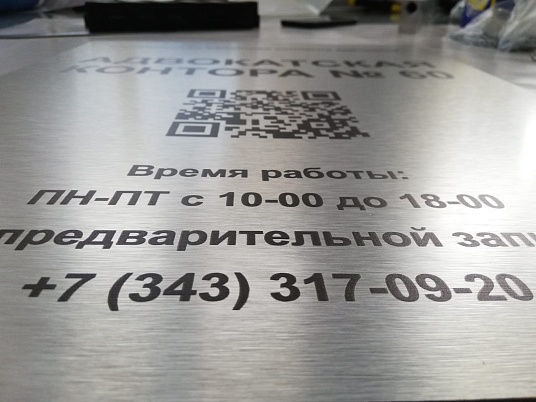 АДВОКАТСКАЯ
КОНТОРА № 60
Время работы:
ПН-ПТ с 10-00 до 18-00
предварительной
+7 (343) 317-09-20